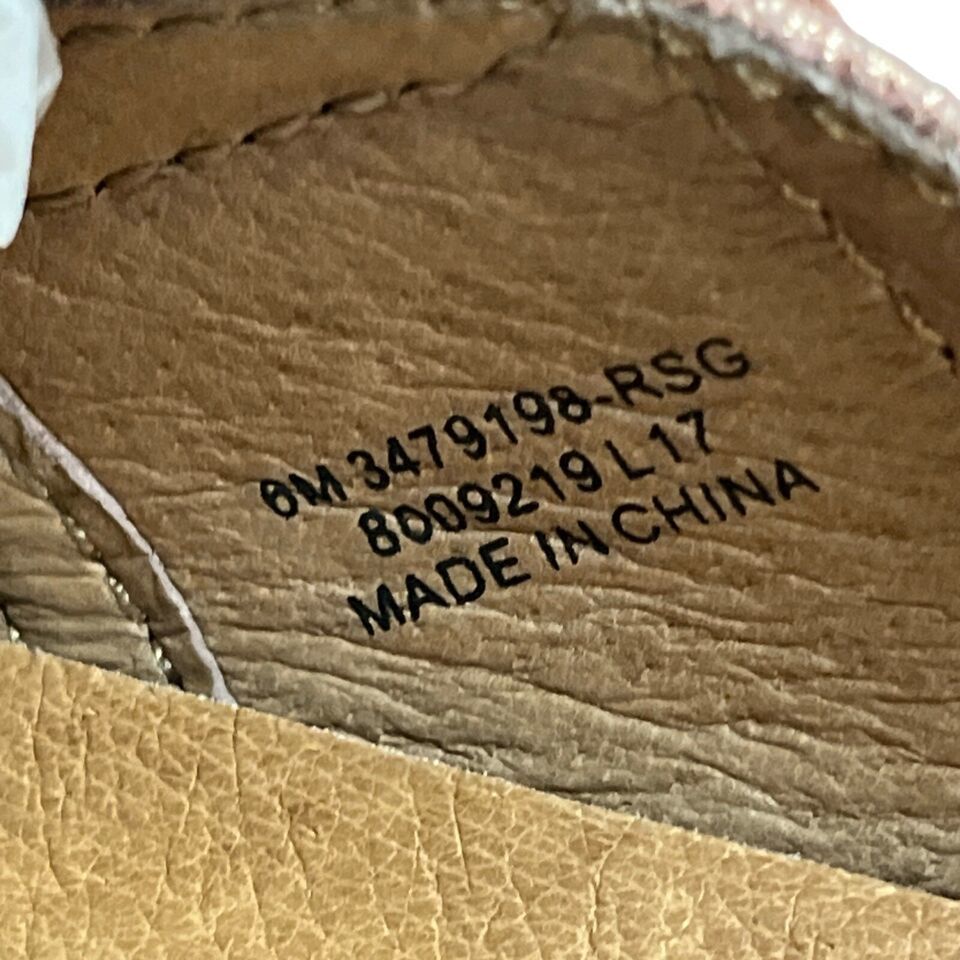 6M 3479198-RSG
8009219 L17
MADE IN CHINA